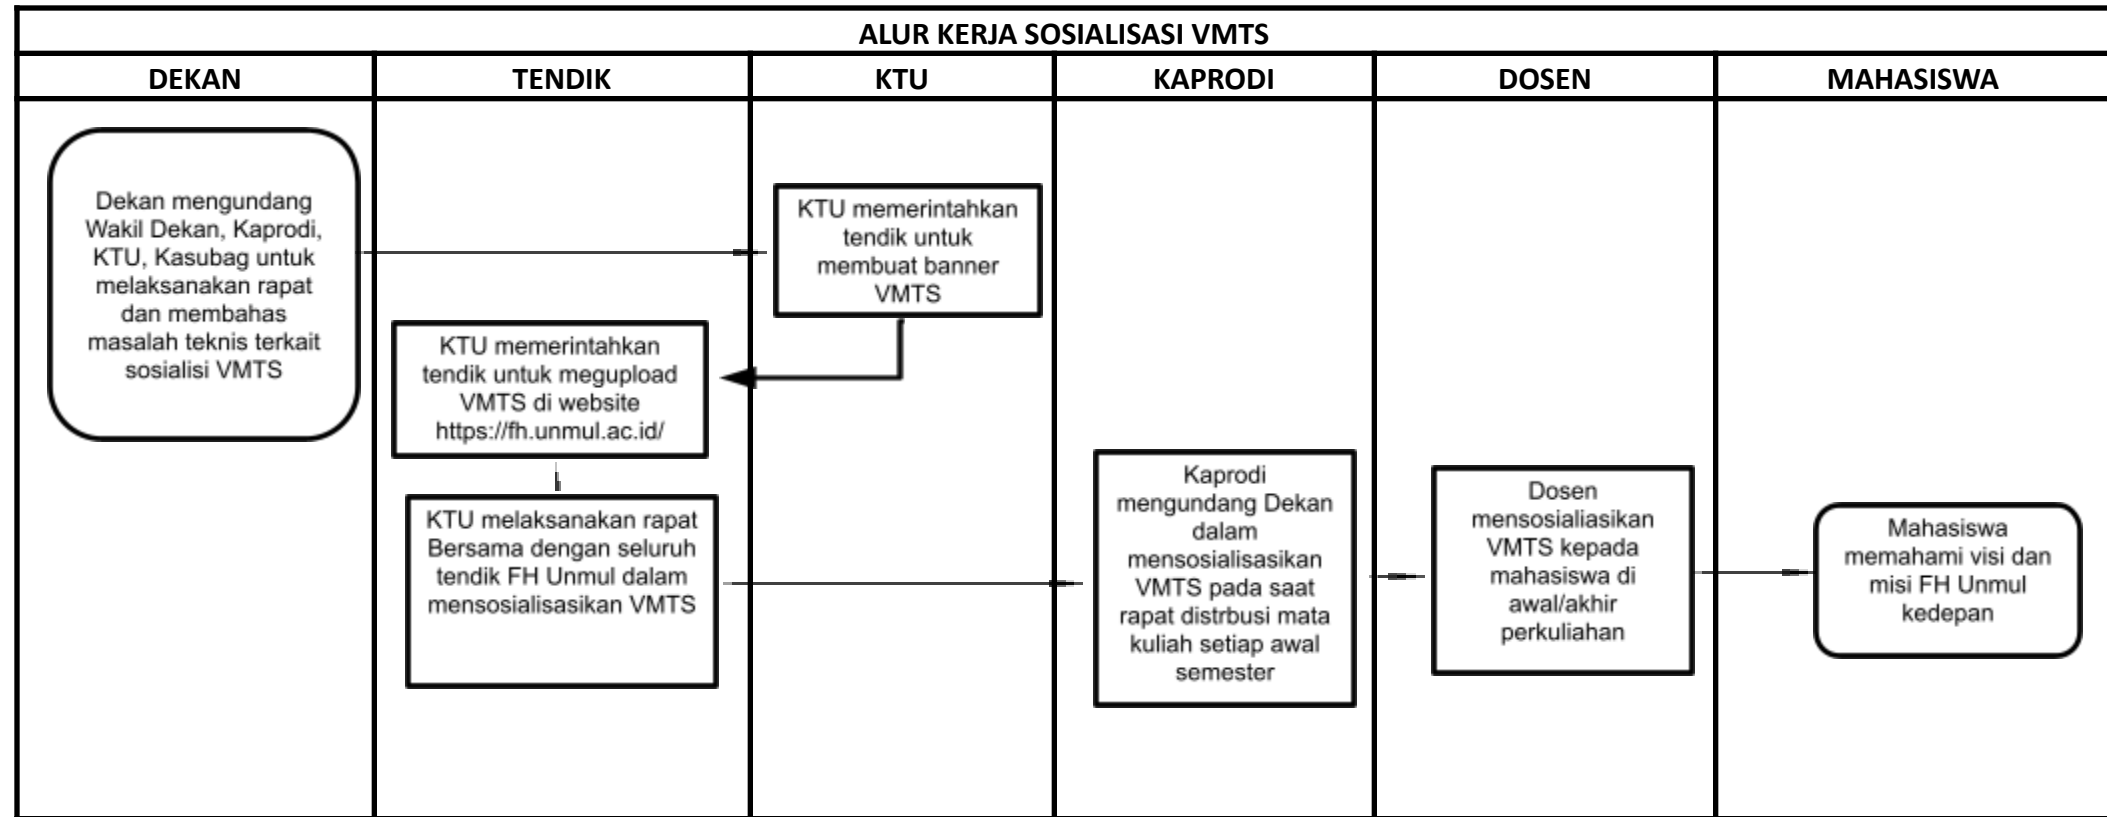 ALUR KERJA SOSIALISASI VMTS
DEKAN
TENDIK
KTU
KAPRODI
DOSEN
MAHASISWA
Dekan mengundang
Wakil Dekan, Kaprodi,
KTU, Kasubag untuk
melaksanakan rapat
dan membahas
masalah teknis terkait
sosialisi VMTS
KTU memerintahkan
tendik untuk
membuat banner
VMTS
KTU memerintahkan
tendik untuk megupload
VMTS di website
https://fh.unmul.ac.id/
KTU melaksanakan rapat
Bersama dengan seluruh
tendik FH Unmul dalam
mensosialisasikan VMTS
Kaprodi
mengundang Dekan
dalam
mensosialisasikan
VMTS pada saat
rapat distrbusi mata
kuliah setiap awal
semester
Dosen
mensosialiasikan
VMTS kepada
mahasiswa di
awal/akhir
perkuliahan
Mahasiswa
memahami visi dan
misi FH Unmul
kedepan